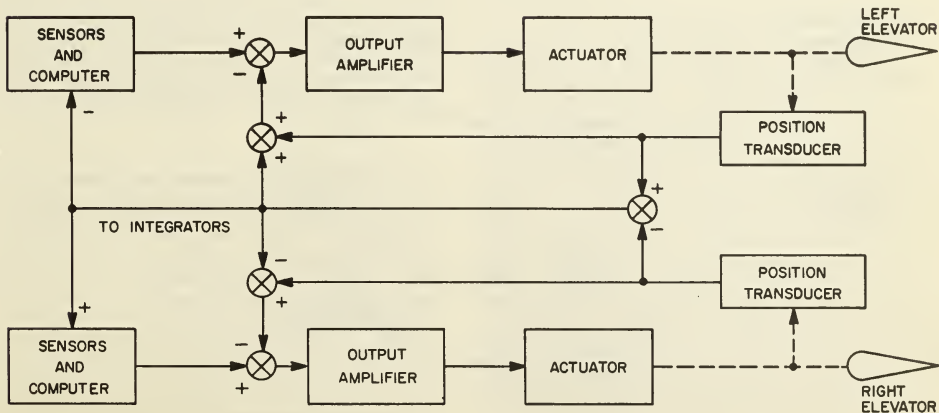 SENSORS
AND
COMPUTER
+
−
OUTPUT
AMPLIFIER
ACTUATOR
LEFT
ELEVATOR
−
+
+
POSITION
TRANSDUCER
+
−
TO INTEGRATORS
−
+
POSITION
TRANSDUCER
+
SENSORS
AND
COMPUTER
−
+
OUTPUT
AMPLIFIER
ACTUATOR
RIGHT
ELEVATOR